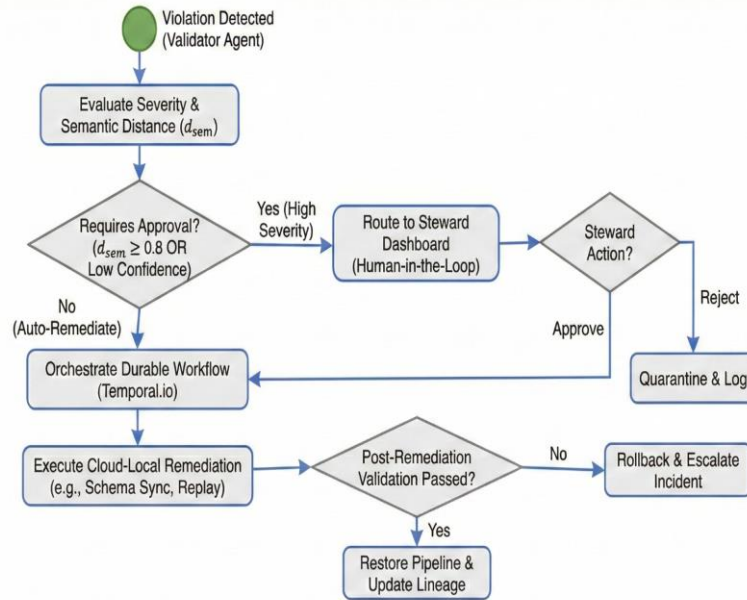 Violation Detected
(Validator Agent)
Evaluate Severity &
Semantic Distance (d_sem)
Requires Approval?
(d_sem ≥ 0.8 OR
Low Confidence)
Yes (High
Severity)
Route to Steward
Dashboard
(Human-in-the-Loop)
Steward
Action?
Reject
Approve
Quarantine & Log
No
(Auto-Remediate)
Orchestrate Durable Workflow
(Temporal.io)
Execute Cloud-Local Remediation
(e.g., Schema Sync, Replay)
Post-Remediation
Validation Passed?
No
Rollback & Escalate
Incident
Yes
Restore Pipeline &
Update Lineage